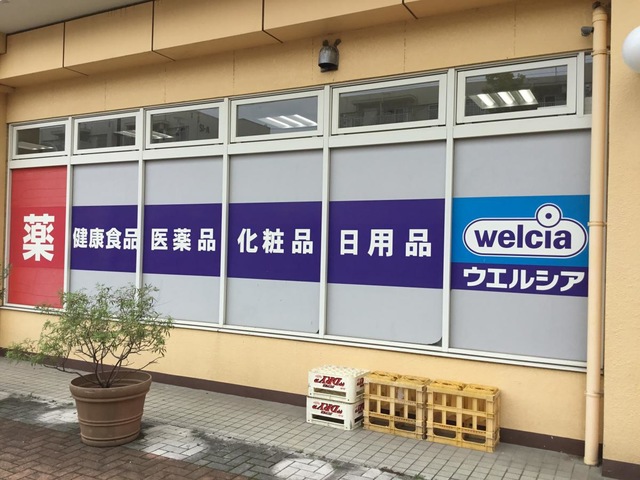 薬
健康食品
医薬品
化粧品
日用品
welcia
ウエルシア